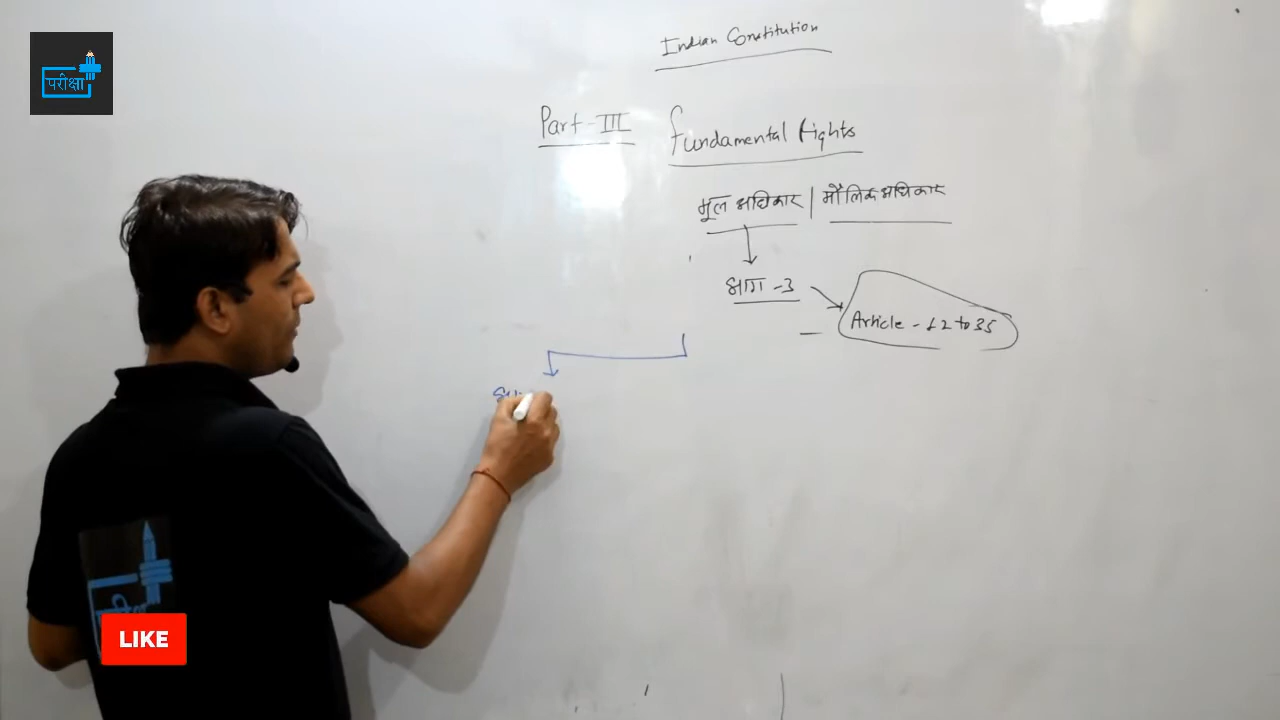 परीक्षा
Indian Constitution
Part-III Fundamental Rights
मूल अधिकार | मौलिक अधिकार
भाग -3
Article - 12 to 35
LIKE